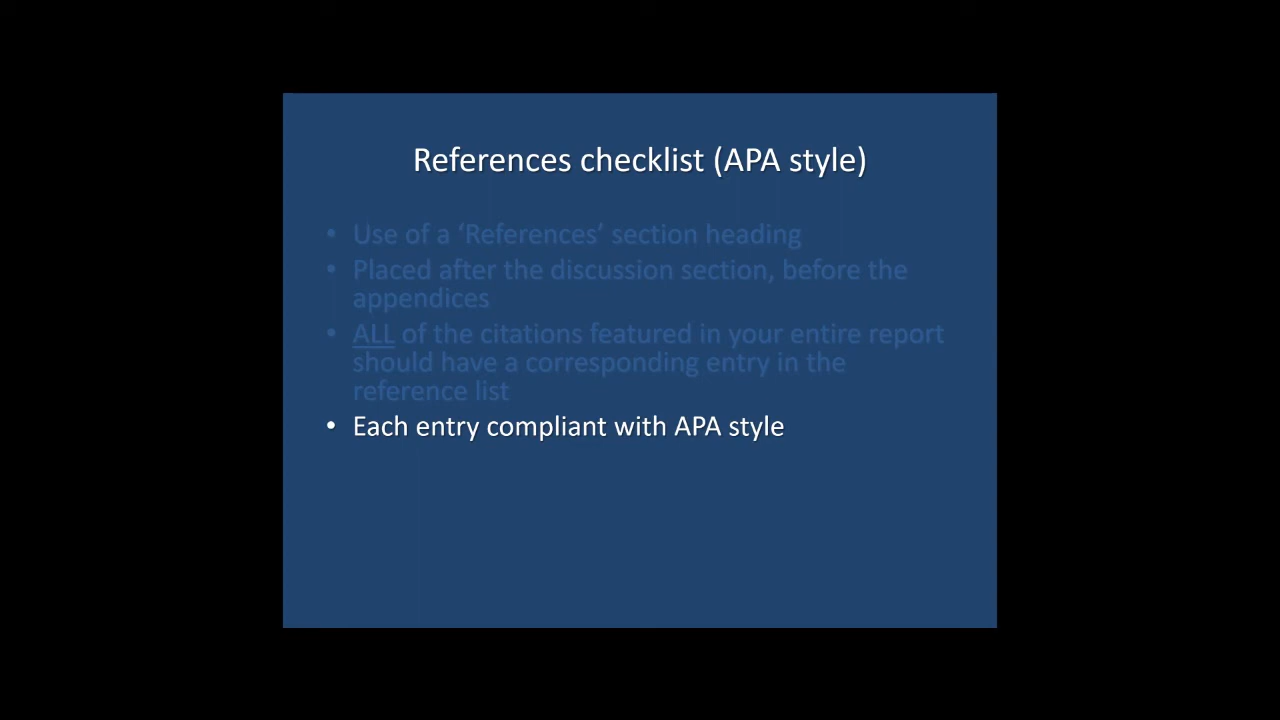 References checklist (APA style)
• Use of a ‘References’ section heading
• Placed after the discussion section, before the
appendices
• ALL of the citations featured in your entire report
should have a corresponding entry in the
reference list
• Each entry compliant with APA style